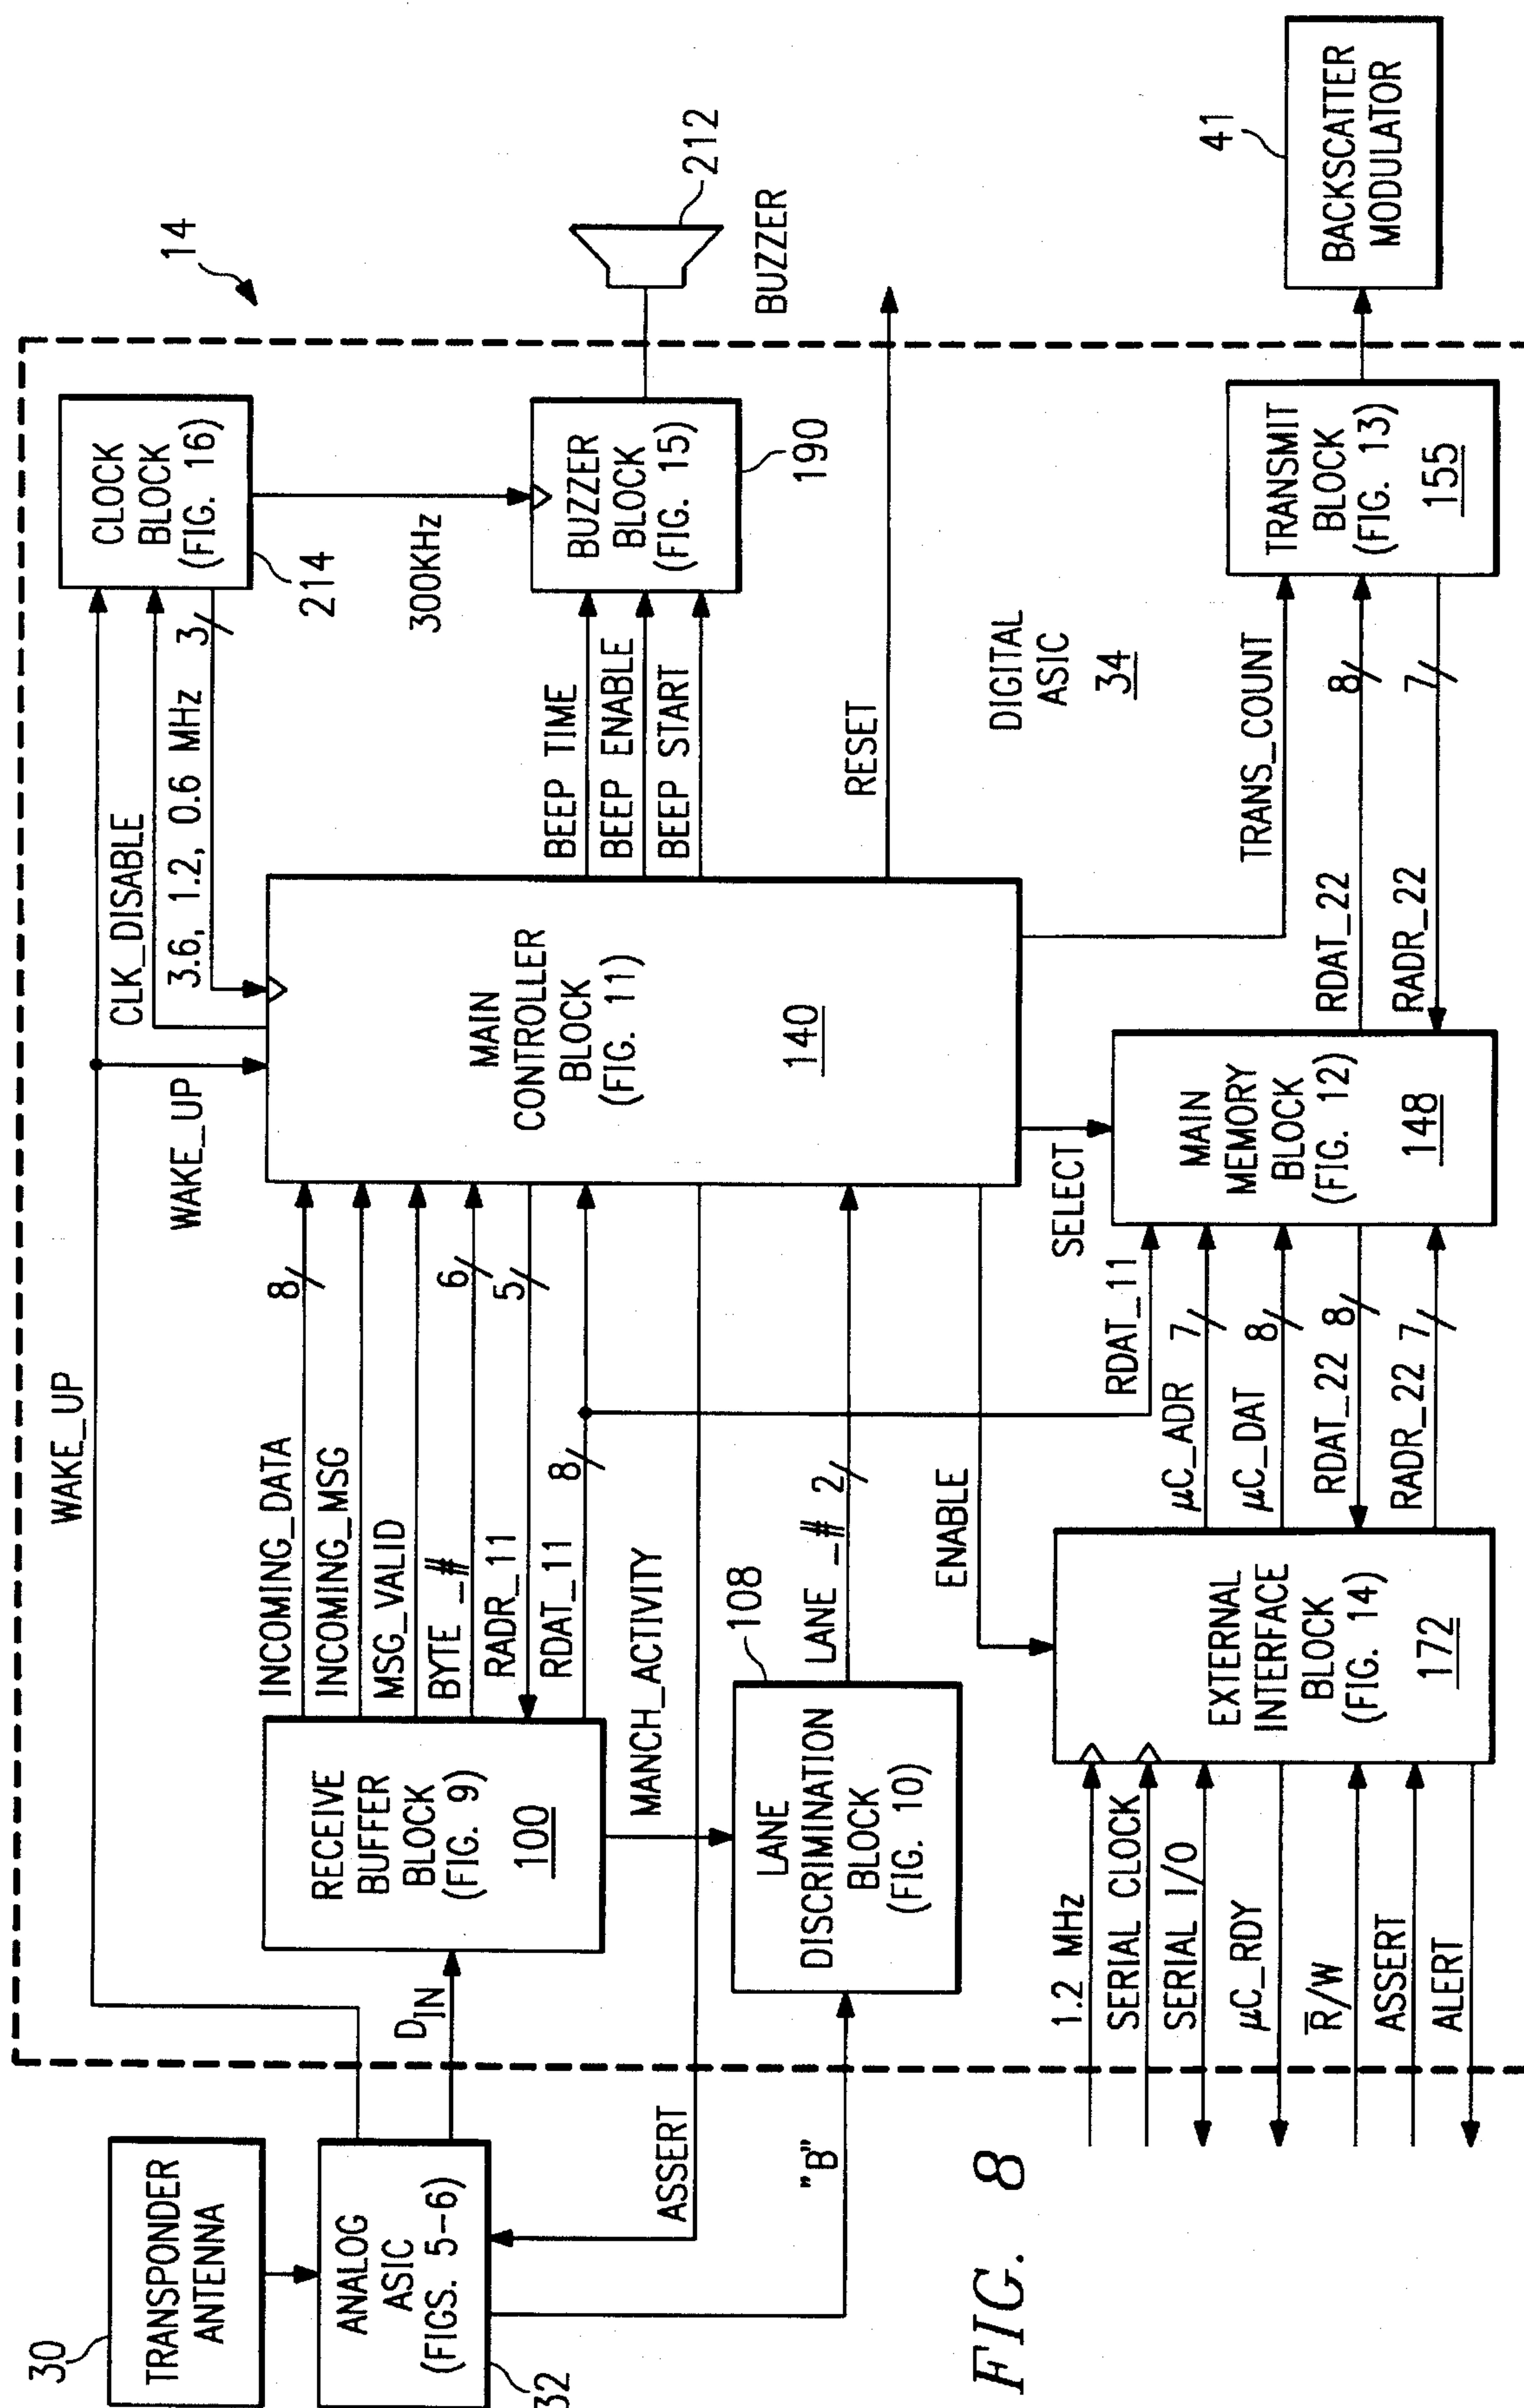 14
WAKE_UP
CLK_DISABLE
3.6, 1.2, 0.6 MHz
3
CLOCK
BLOCK
(FIG. 16)
214
WAKE_UP
300KHz
30
TRANSPONDER
ANTENNA
ANALOG
ASIC
(FIGS. 5-6)
32
DIN
RECEIVE
BUFFER
BLOCK
(FIG. 9)
100
INCOMING_DATA
8
INCOMING_MSG
MSG_VALID
BYTE_#
6
RADR_11
5
RDAT_11
8
MAIN
CONTROLLER
BLOCK
(FIG. 11)
140
BEEP TIME
BEEP ENABLE
BEEP START
BUZZER
BLOCK
(FIG. 15)
190
212
BUZZER
MANCH_ACTIVITY
ASSERT
RESET
"B"
LANE
DISCRIMINATION
BLOCK
(FIG. 10)
108
LANE_#
2
ENABLE
SELECT
DIGITAL
ASIC
34
1.2 MHz
SERIAL CLOCK
SERIAL I/O
μC_RDY
R̅/W
ASSERT
ALERT
EXTERNAL
INTERFACE
BLOCK
(FIG. 14)
172
RDAT_11
μC_ADR
7
μC_DAT
8
RDAT_22
8
RADR_22
7
MAIN
MEMORY
BLOCK
(FIG. 12)
148
TRANS_COUNT
RDAT_22
8
RADR_22
7
TRANSMIT
BLOCK
(FIG. 13)
155
41
BACKSCATTER
MODULATOR
FIG. 8